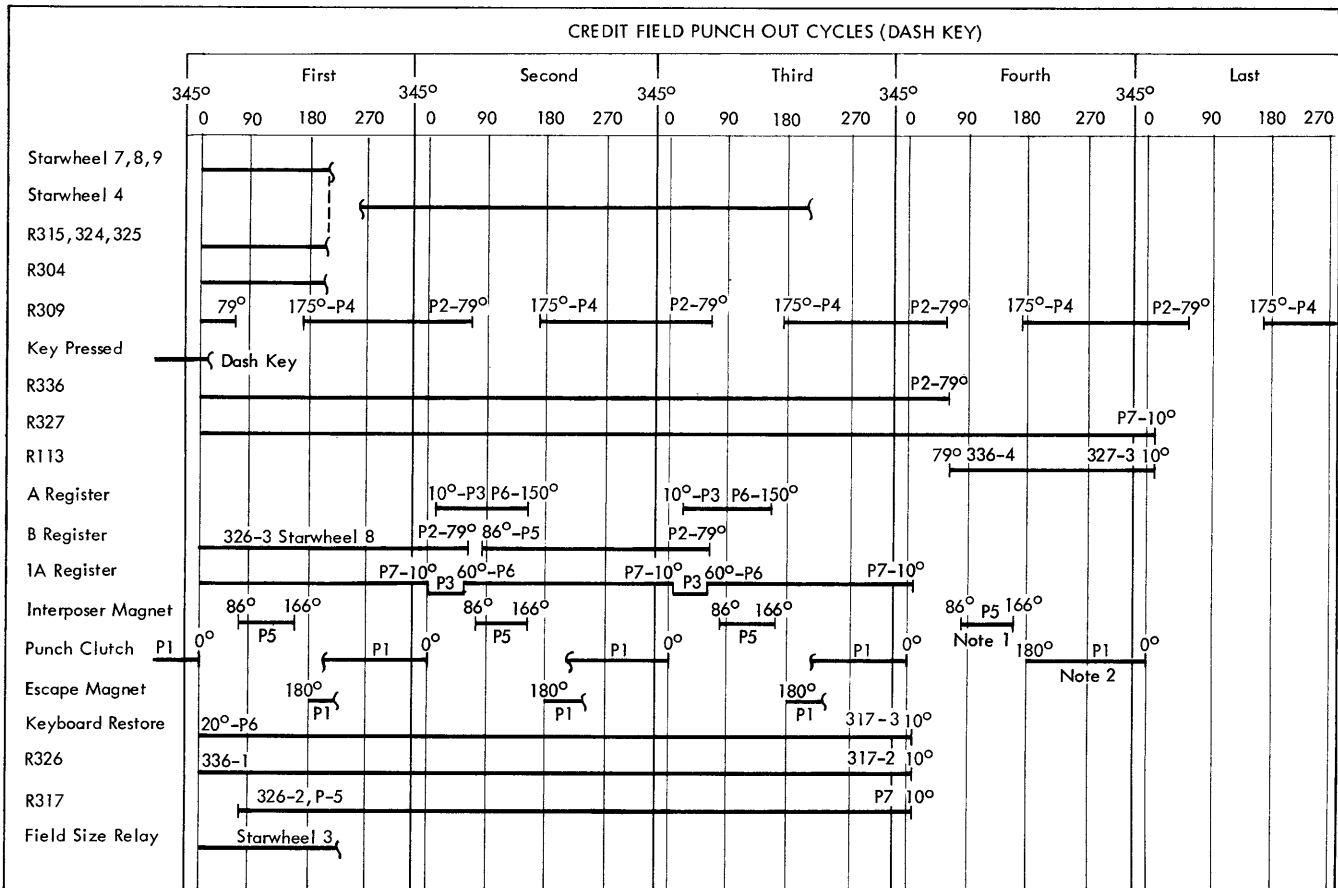 CREDIT FIELD PUNCH OUT CYCLES (DASH KEY)
First Second Third Fourth Last
345° 345° 345° 345° 345°
0 90 180 270 0 90 180 270 0 90 180 270 0 90 180 270 0 90 180 270
Starwheel 7,8,9
Starwheel 4
R315, 324, 325
R304
R309 79° 175°-P4 P2-79° 175°-P4 P2-79° 175°-P4 P2-79° 175°-P4 P2-79° 175°-P4
Key Pressed
Dash Key
R336 P2-79°
R327 P7-10°
R113 79° 336-4 327-3 10°
A Register 10°-P3 P6-150° 10°-P3 P6-150°
B Register 326-3 Starwheel 8 P2-79° 86°-P5 P2-79°
1A Register P7-10° P3 60°-P6 P7-10° P3 60°-P6 P7-10°
Interposer Magnet 86° 166° 86° 166° 86° 166° 86° P5 166°
P5 P5 P5 Note 1
Punch Clutch P1 0° P1 0° P1 0° P1 0° 180° P1 0°
Note 2
Escape Magnet 180° 180° 180°
P1 P1 P1
Keyboard Restore 20°-P6 317-3 10°
R326 336-1 317-2 10°
R317 326-2, P-5 P7 10°
Field Size Relay Starwheel 3